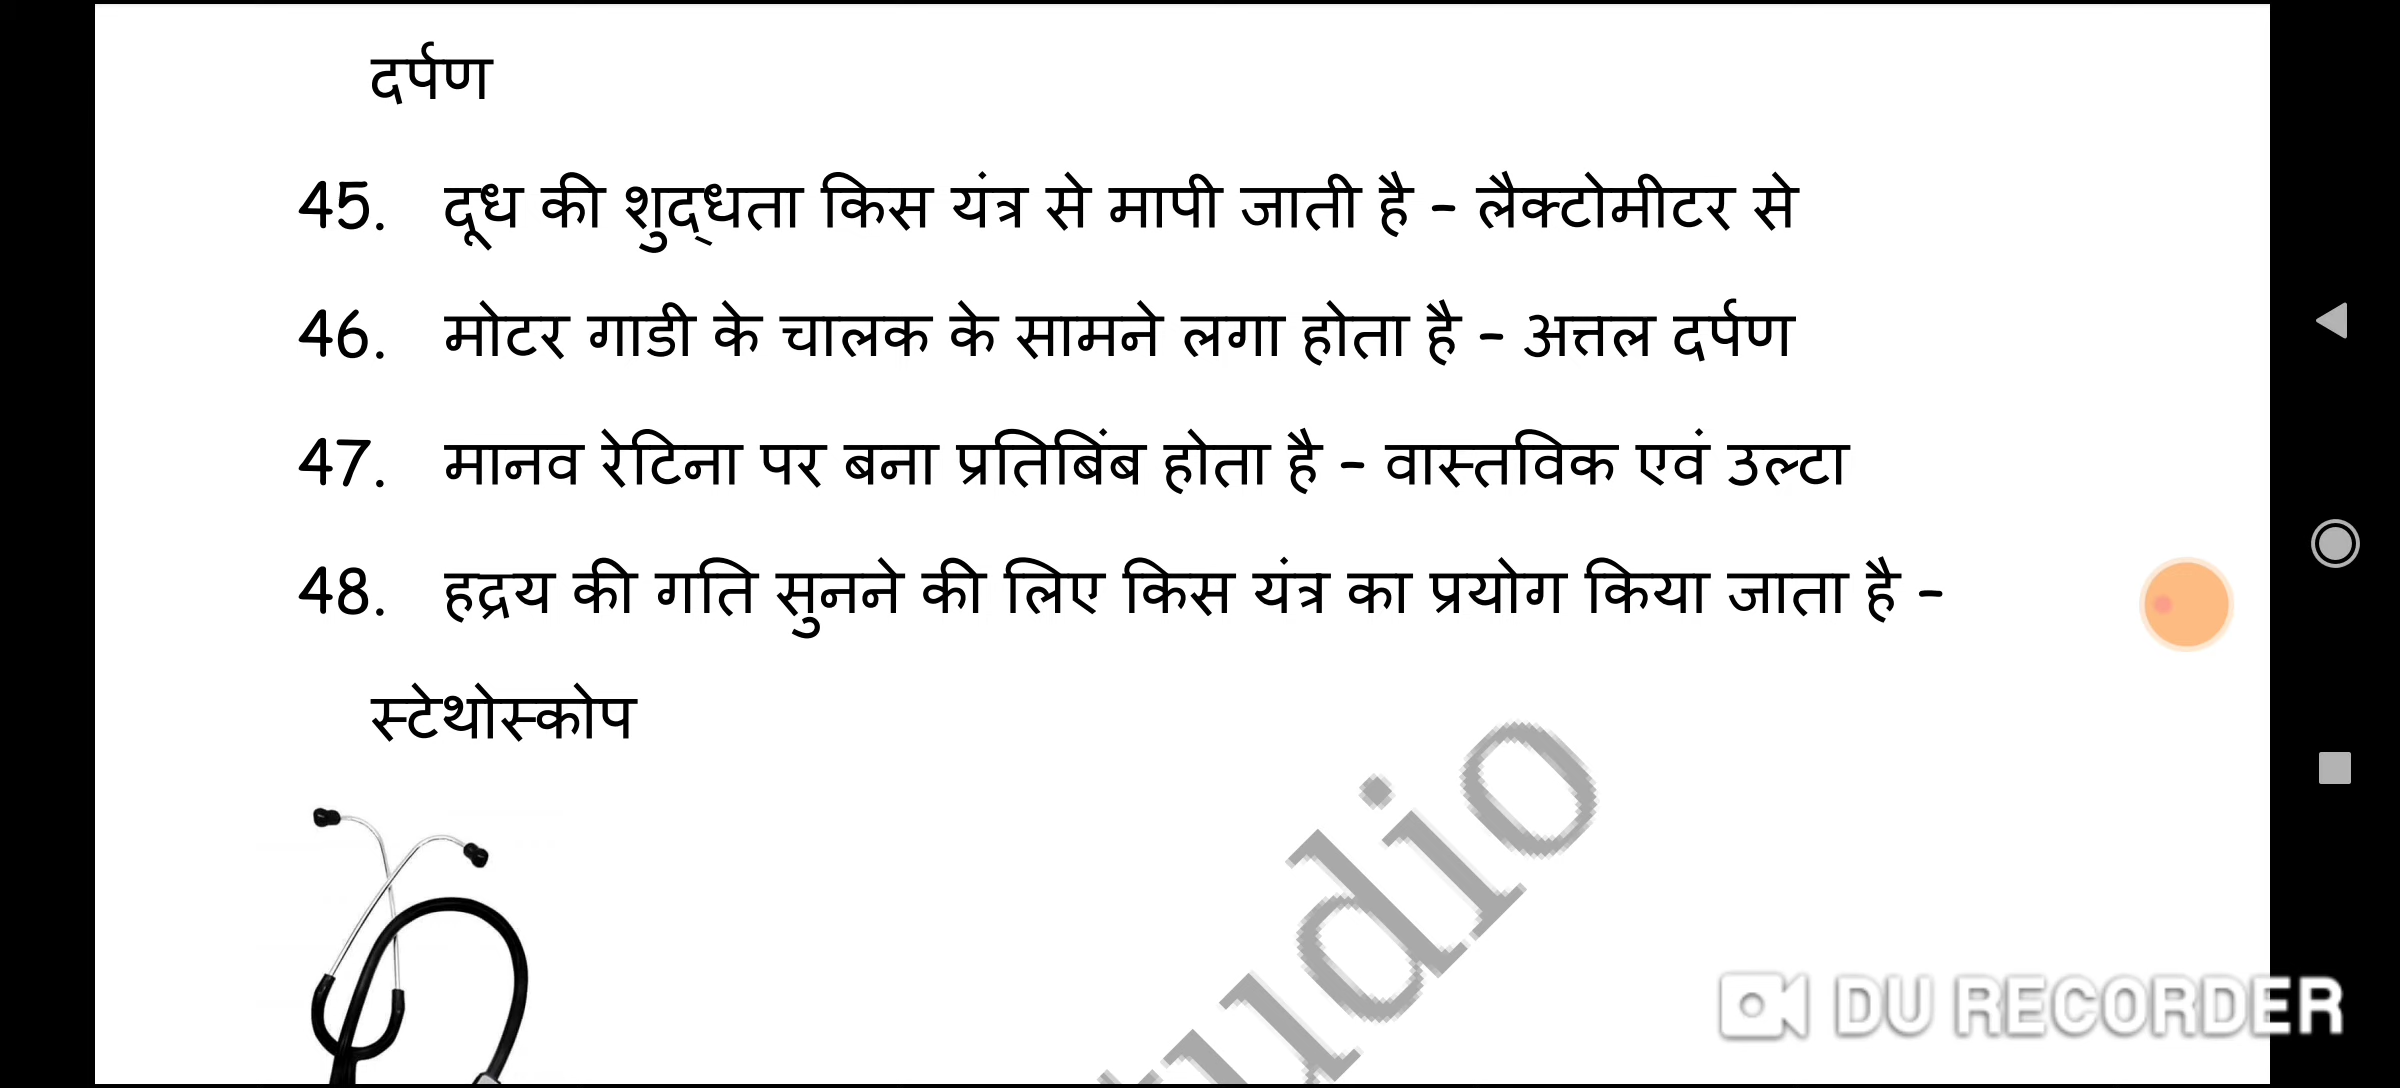 दर्पण
45. दूध की शुद्‌धता किस यंत्र से मापी जाती है - लैक्टोमीटर से
46. मोटर गाडी के चालक के सामने लगा होता है - अत्तल दर्पण
47. मानव रेटिना पर बना प्रतिबिंब होता है - वास्तविक एवं उल्टा
48. हद्रय की गति सुनने की लिए किस यंत्र का प्रयोग किया जाता है -
स्टेथोस्कोप
DU RECORDER